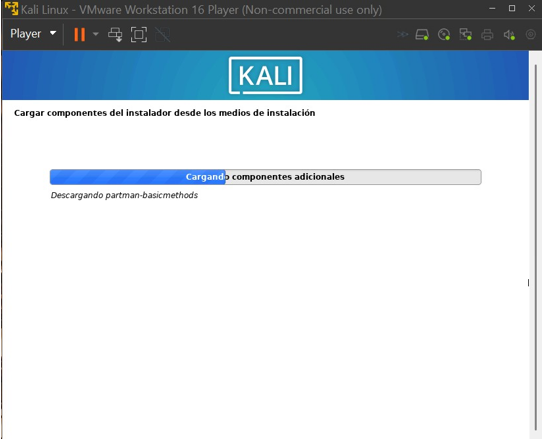 Kali Linux - VMware Workstation 16 Player (Non-commercial use only)
Player
KALI
Cargar componentes del instalador desde los medios de instalación
Cargando componentes adicionales
Descargando partman-basicmethods